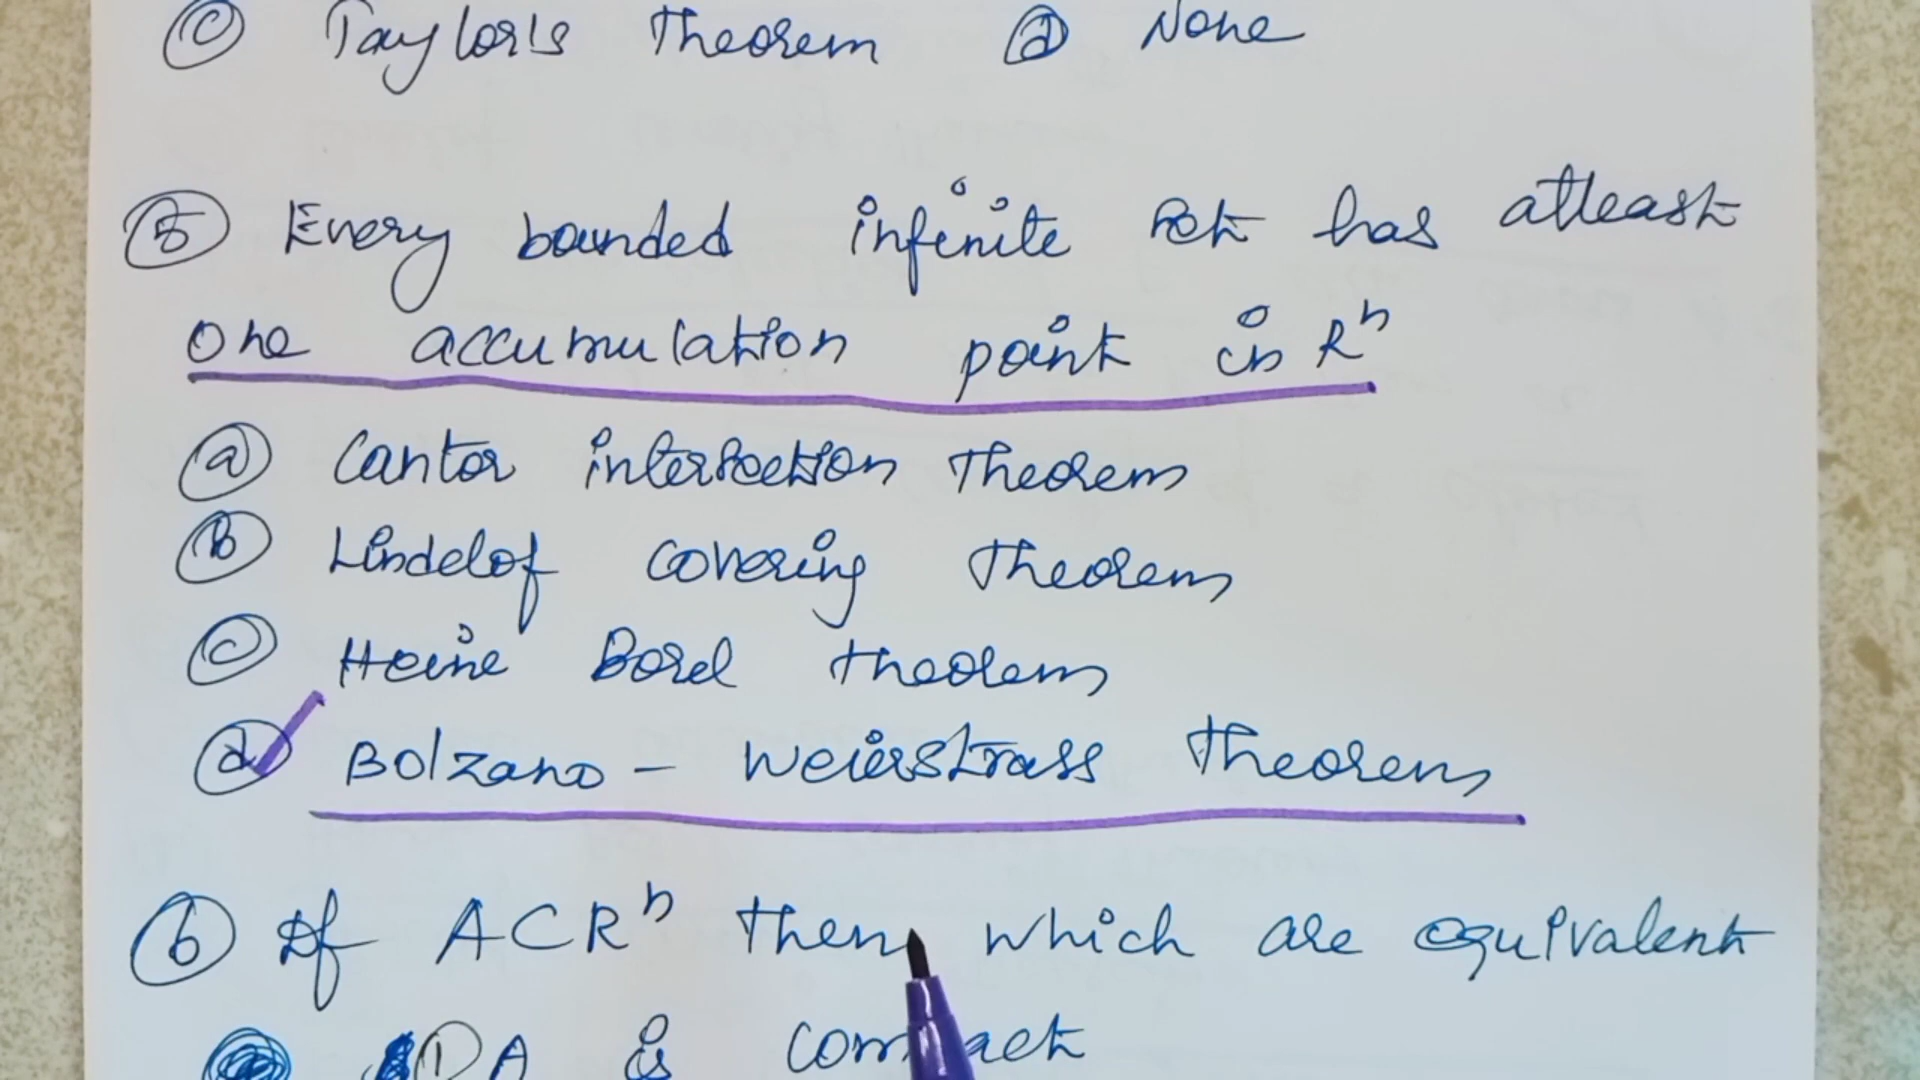 (c) Taylor's Theorem (d) None
(5) Every bounded infinite set has atleast
one accumulation point in R^n
(a) Cantor intersection Theorem
(b) Lindelof covering Theorem
(c) Heine Borel theorem
(d) Bolzano - Weierstrass Theorem
(6) If A⊂R^n then which are equivalent
(1) A is compact